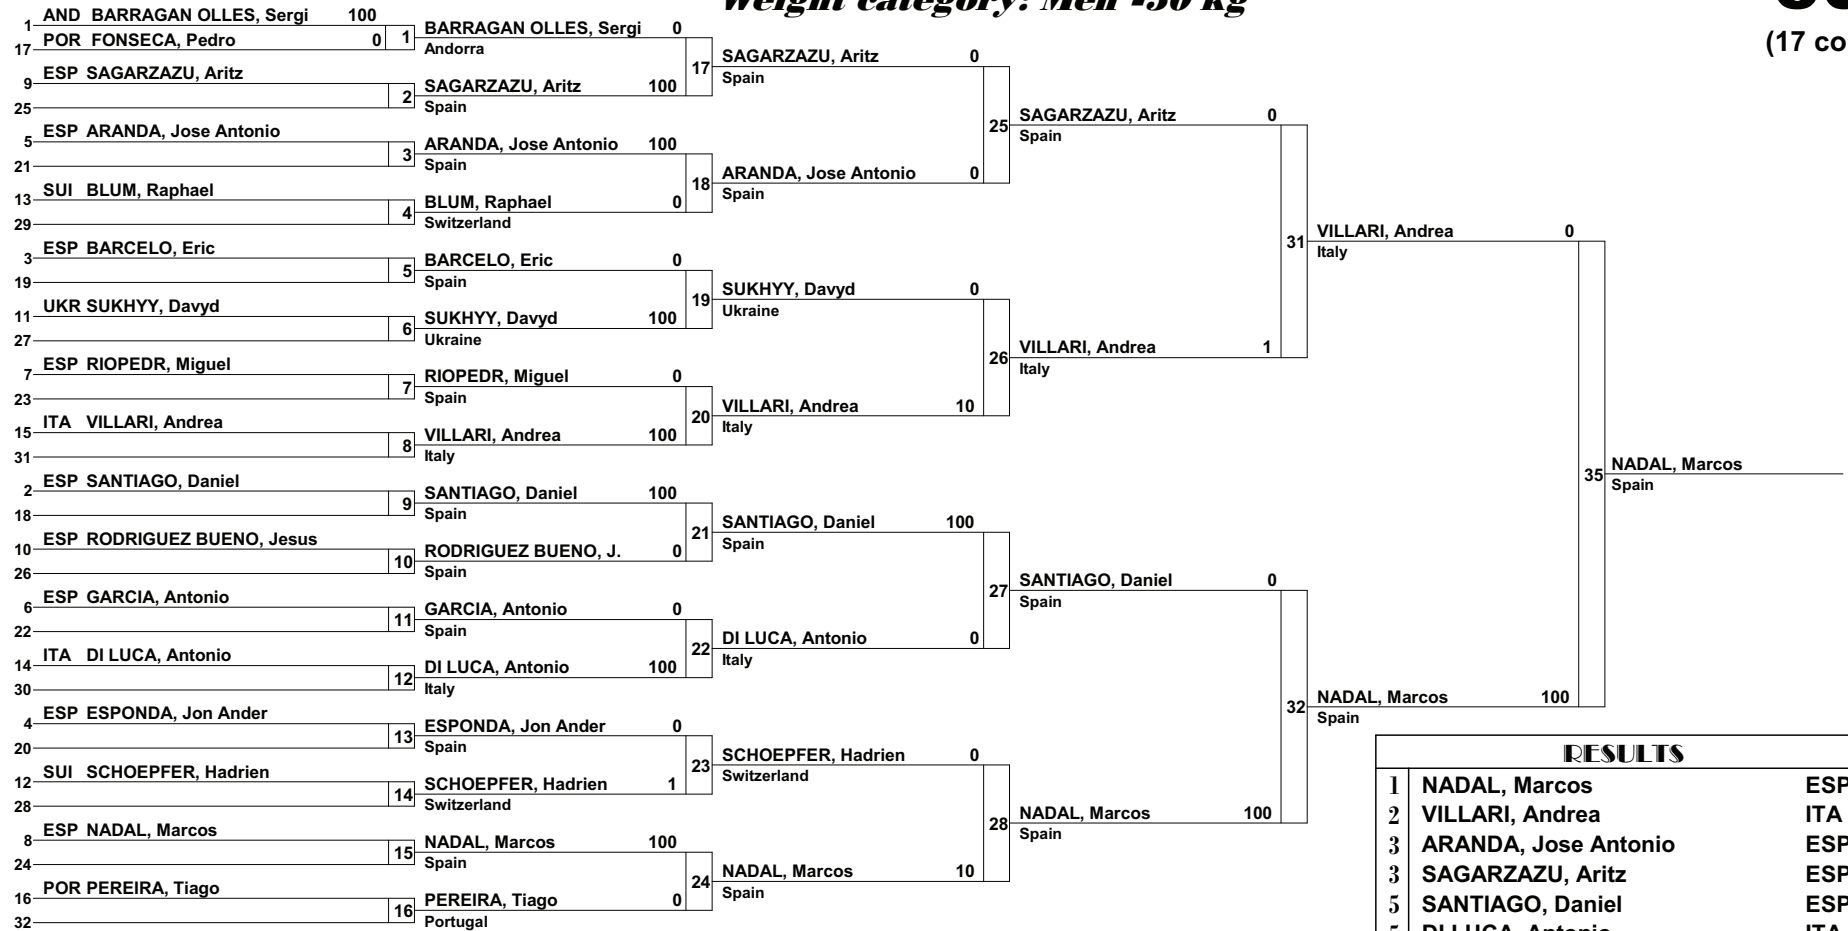 Weight category: Men -50 kg
(17 co
1 AND BARRAGAN OLLES, Sergi 100
17 POR FONSECA, Pedro 0
9 ESP SAGARZAZU, Aritz
25
5 ESP ARANDA, Jose Antonio
21
13 SUI BLUM, Raphael
29
3 ESP BARCELO, Eric
19
11 UKR SUKHYY, Davyd
27
7 ESP RIOPEDR, Miguel
23
15 ITA VILLARI, Andrea
31
2 ESP SANTIAGO, Daniel
18
10 ESP RODRIGUEZ BUENO, Jesus
26
6 ESP GARCIA, Antonio
22
14 ITA DI LUCA, Antonio
30
4 ESP ESPONDA, Jon Ander
20
12 SUI SCHOEPFER, Hadrien
28
8 ESP NADAL, Marcos
24
16 POR PEREIRA, Tiago
32
1 BARRAGAN OLLES, Sergi 0
Andorra
2 SAGARZAZU, Aritz 100
Spain
3 ARANDA, Jose Antonio 100
Spain
4 BLUM, Raphael 0
Switzerland
5 BARCELO, Eric 0
Spain
6 SUKHYY, Davyd 100
Ukraine
7 RIOPEDR, Miguel 0
Spain
8 VILLARI, Andrea 100
Italy
9 SANTIAGO, Daniel 100
Spain
10 RODRIGUEZ BUENO, J. 0
Spain
11 GARCIA, Antonio 0
Spain
12 DI LUCA, Antonio 100
Italy
13 ESPONDA, Jon Ander 0
Spain
14 SCHOEPFER, Hadrien 1
Switzerland
15 NADAL, Marcos 100
Spain
16 PEREIRA, Tiago 0
Portugal
17 SAGARZAZU, Aritz 0
Spain
18 ARANDA, Jose Antonio 0
Spain
19 SUKHYY, Davyd 0
Ukraine
20 VILLARI, Andrea 10
Italy
21 SANTIAGO, Daniel 100
Spain
22 DI LUCA, Antonio 0
Italy
23 SCHOEPFER, Hadrien 0
Switzerland
24 NADAL, Marcos 10
Spain
25 SAGARZAZU, Aritz 0
Spain
26 VILLARI, Andrea 1
Italy
27 SANTIAGO, Daniel 0
Spain
28 NADAL, Marcos 100
Spain
31 VILLARI, Andrea 0
Italy
32 NADAL, Marcos 100
Spain
35 NADAL, Marcos
Spain
RESULTS
1 NADAL, Marcos ESP
2 VILLARI, Andrea ITA
3 ARANDA, Jose Antonio ESP
3 SAGARZAZU, Aritz ESP
5 SANTIAGO, Daniel ESP
5 DI LUCA, Antonio ITA